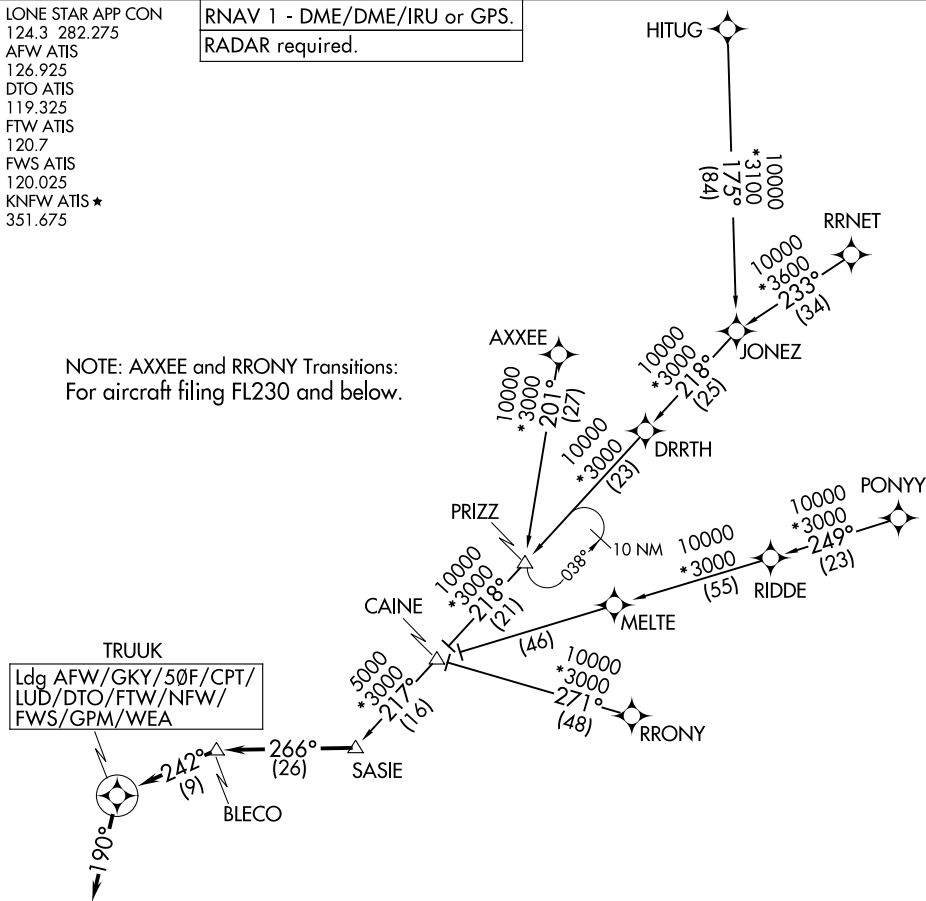 LONE STAR APP CON
124.3 282.275
AFW ATIS
126.925
DTO ATIS
119.325
FTW ATIS
120.7
FWS ATIS
120.025
KNFW ATIS ★
351.675
RNAV 1 - DME/DME/IRU or GPS.
RADAR required.
HITUG
10000
*3100
175°
(84)
RRNET
10000
*3600
233°
(34)
JONEZ
AXXEE
10000
*3000
201°
(27)
10000
*3000
218°
(25)
NOTE: AXXEE and RRONY Transitions:
For aircraft filing FL230 and below.
DRRTH
10000
*3000
(23)
PRIZZ
038°
10 NM
PONYY
10000
*3000
249°
(23)
RIDDE
10000
*3000
(55)
MELTE
(46)
10000
*3000
218°
(21)
CAINE
10000
*3000
271°
(48)
RRONY
5000
*3000
217°
(16)
SASIE
TRUUK
Ldg AFW/GKY/5ØF/CPT/
LUD/DTO/FTW/NFW/
FWS/GPM/WEA
266°
(26)
BLECO
242°
(9)
190°